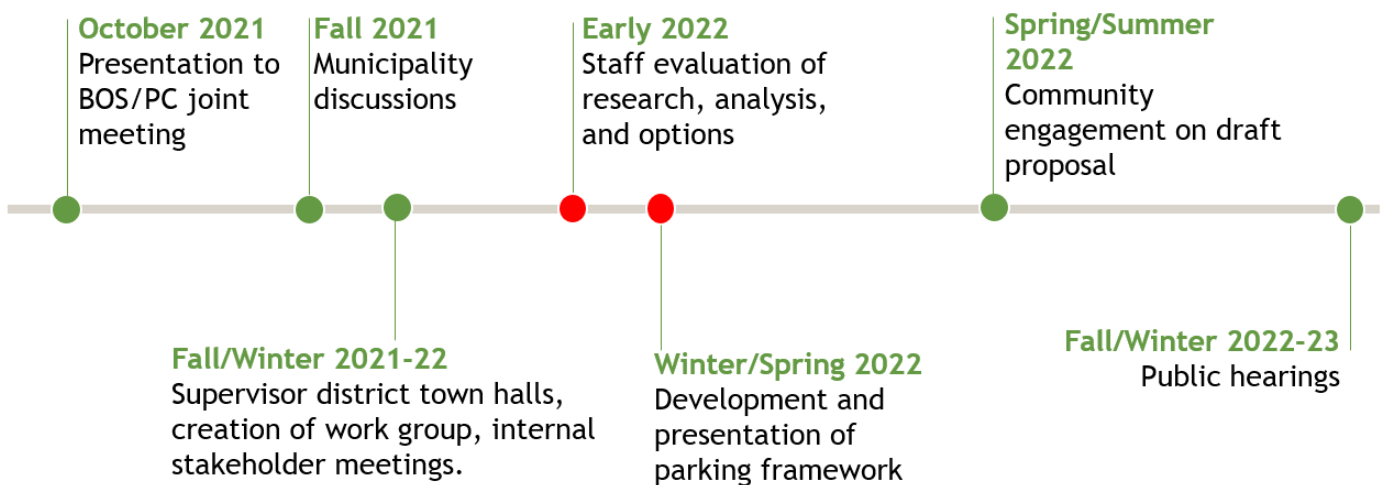 October 2021
Presentation to
BOS/PC joint
meeting
Fall 2021
Municipality
discussions
Fall/Winter 2021-22
Supervisor district town halls,
creation of work group, internal
stakeholder meetings.
Early 2022
Staff evaluation of
research, analysis,
and options
Winter/Spring 2022
Development and
presentation of
parking framework
Spring/Summer
2022
Community
engagement on draft
proposal
Fall/Winter 2022-23
Public hearings